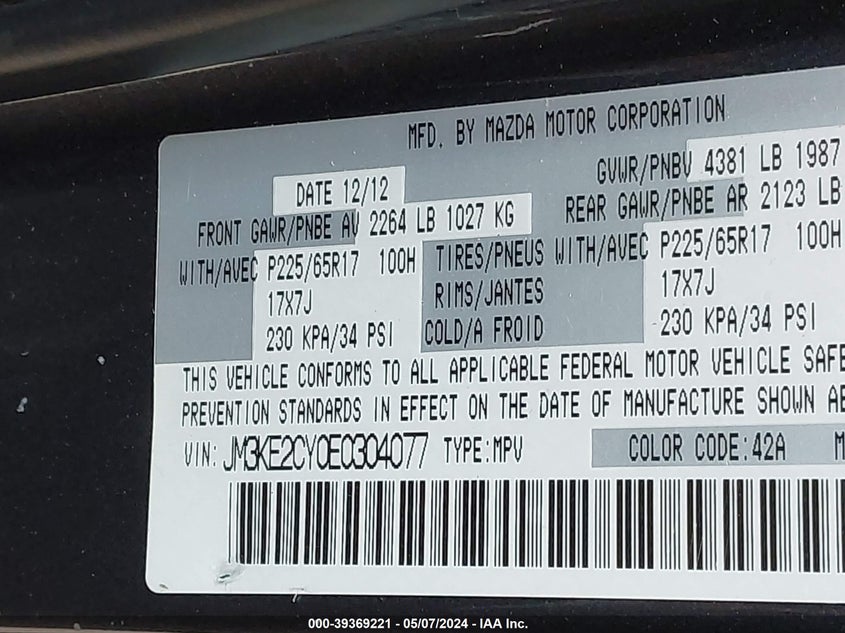 MFD. BY MAZDA MOTOR CORPORATION
DATE 12/12 GVWR/PNBV 4381 LB 1987
FRONT GAWR/PNBE AV 2264 LB 1027 KG REAR GAWR/PNBE AR 2123 LB
WITH/AVEC P225/65R17 100H TIRES/PNEUS WITH/AVEC P225/65R17 100H
17X7J RIMS/JANTES 17X7J
230 KPA/34 PSI COLD/A FROID 230 KPA/34 PSI
THIS VEHICLE CONFORMS TO ALL APPLICABLE FEDERAL MOTOR VEHICLE SAFE
PREVENTION STANDARDS IN EFFECT ON THE DATE OF MANUFACTURE SHOWN AB
VIN: JM3KE2CY0E0304077 TYPE:MPV COLOR CODE:42A M
000-39369221 - 05/07/2024 - IAA Inc.